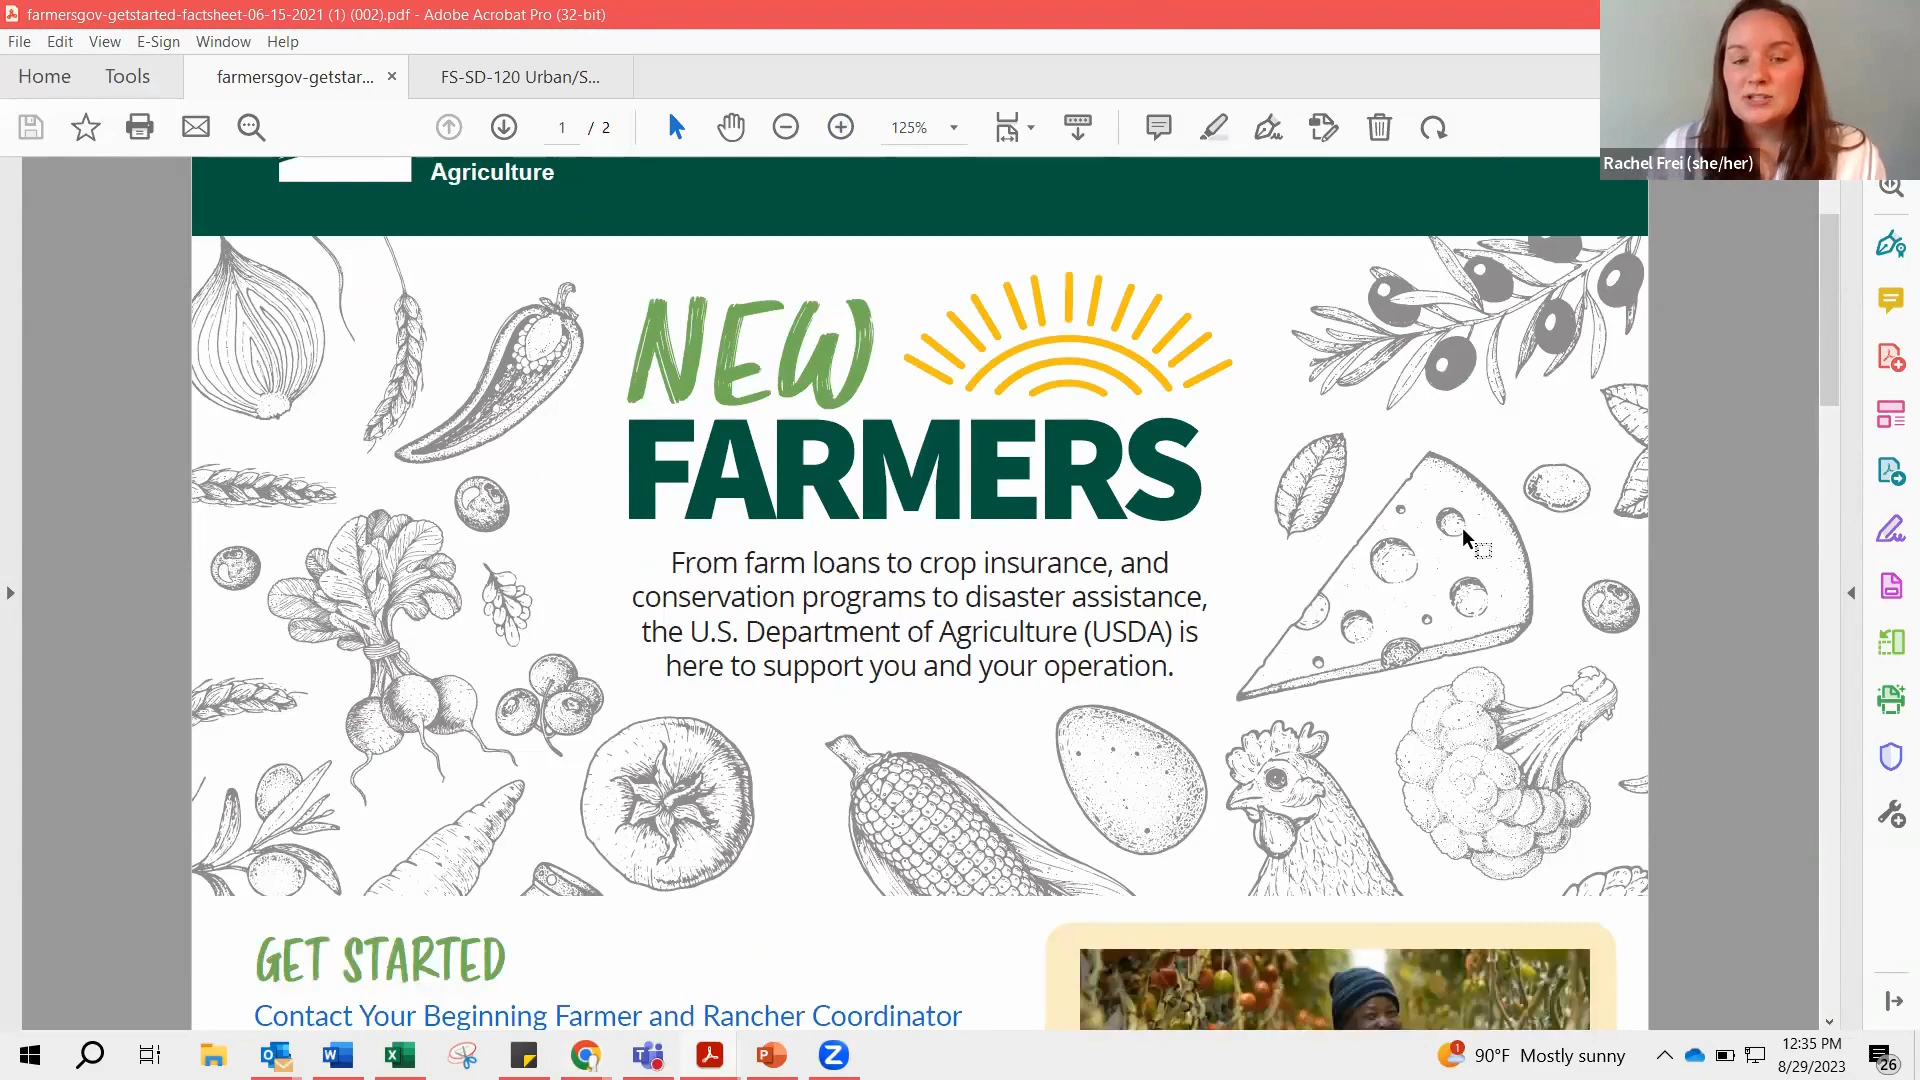 farmersgov-getstarted-factsheet-06-15-2021 (1) (002).pdf - Adobe Acrobat Pro (32-bit)
File Edit View E-Sign Window Help
Home Tools farmersgov-getstar... × FS-SD-120 Urban/S...
1 / 2 125%
Rachel Frei (she/her)
Agriculture
NEW
FARMERS
From farm loans to crop insurance, and
conservation programs to disaster assistance,
the U.S. Department of Agriculture (USDA) is
here to support you and your operation.
GET STARTED
Contact Your Beginning Farmer and Rancher Coordinator
1 90°F Mostly sunny
12:35 PM
8/29/2023
26